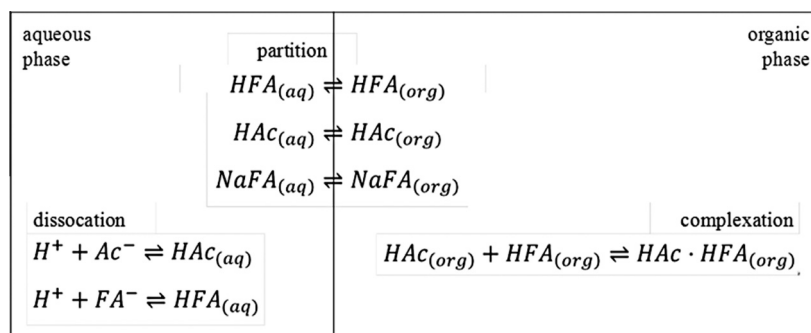 aqueous
phase
organic
phase
partition
HFA(aq) ⇌ HFA(org)
HAc(aq) ⇌ HAc(org)
NaFA(aq) ⇌ NaFA(org)
dissocation
H⁺ + Ac⁻ ⇌ HAc(aq)
H⁺ + FA⁻ ⇌ HFA(aq)
complexation
HAc(org) + HFA(org) ⇌ HAc · HFA(org)